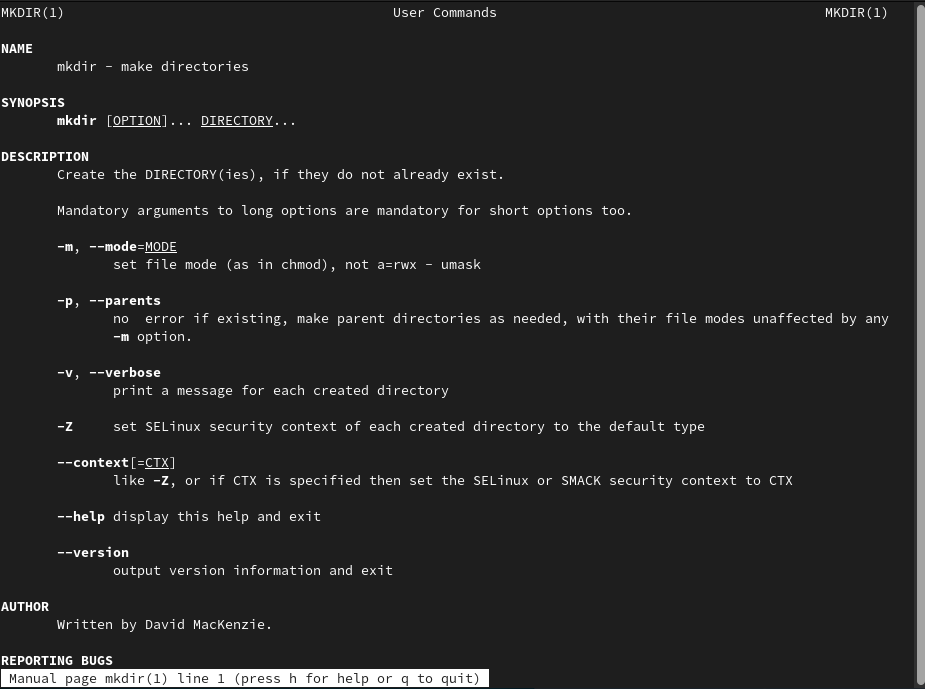 MKDIR(1) User Commands MKDIR(1)
NAME
mkdir - make directories
SYNOPSIS
mkdir [OPTION]... DIRECTORY...
DESCRIPTION
Create the DIRECTORY(ies), if they do not already exist.
Mandatory arguments to long options are mandatory for short options too.
-m, --mode=MODE
set file mode (as in chmod), not a=rwx - umask
-p, --parents
no  error if existing, make parent directories as needed, with their file modes unaffected by any
-m option.
-v, --verbose
print a message for each created directory
-Z     set SELinux security context of each created directory to the default type
--context[=CTX]
like -Z, or if CTX is specified then set the SELinux or SMACK security context to CTX
--help display this help and exit
--version
output version information and exit
AUTHOR
Written by David MacKenzie.
REPORTING BUGS
Manual page mkdir(1) line 1 (press h for help or q to quit)